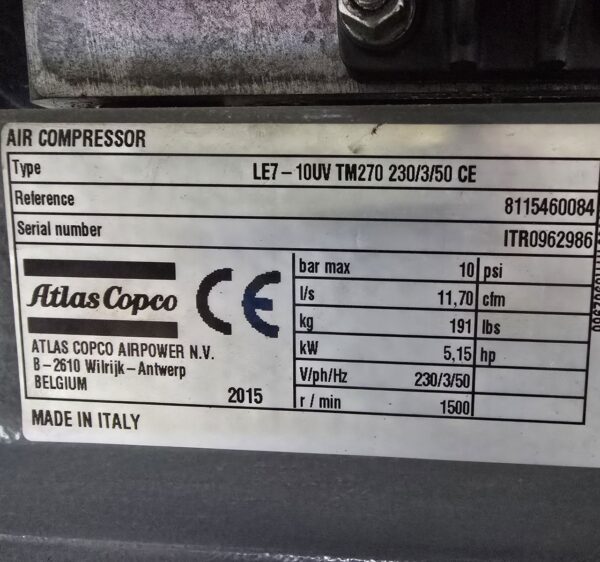 AIR COMPRESSOR
Type LE7-10UV TM270 230/3/50 CE
Reference 8115460084
Serial number ITR0962986
bar max 10 psi
l/s 11,70 cfm
kg 191 lbs
kW 5,15 hp
V/ph/Hz 230/3/50
r / min 1500
Atlas Copco
CE
ATLAS COPCO AIRPOWER N.V.
B-2610 Wilrijk-Antwerp
BELGIUM
2015
MADE IN ITALY